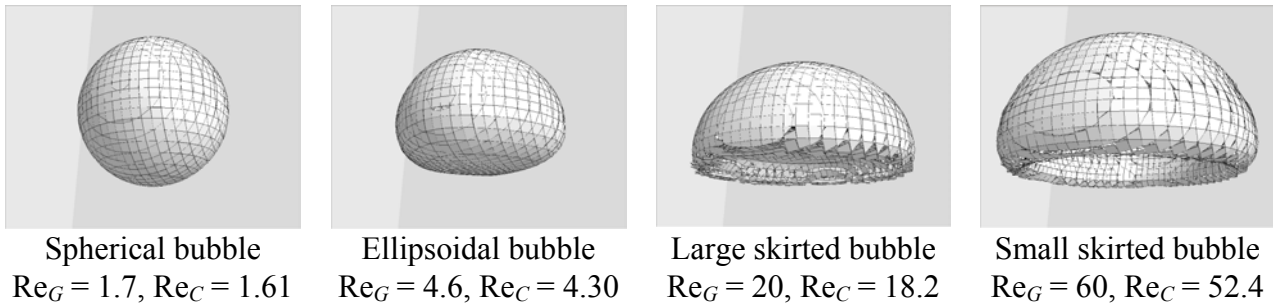 Spherical bubble
Re_G = 1.7, Re_C = 1.61
Ellipsoidal bubble
Re_G = 4.6, Re_C = 4.30
Large skirted bubble
Re_G = 20, Re_C = 18.2
Small skirted bubble
Re_G = 60, Re_C = 52.4